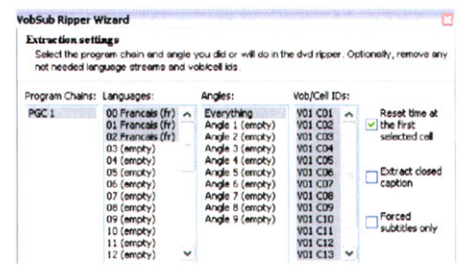 VobSub Ripper Wizard
Extraction settings
Select the program chain and angle you did or will do in the dvd ripper. Optionally, remove any
not needed language streams and vob/cell ids.
Program Chains: Languages: Angles: Vob/Cell IDs:
PGC 1
00 Francais (fr)
01 Francais (fr)
02 Francais (fr)
03 (empty)
04 (empty)
05 (empty)
06 (empty)
07 (empty)
08 (empty)
09 (empty)
10 (empty)
11 (empty)
12 (empty)
Everything
Angle 1 (empty)
Angle 2 (empty)
Angle 3 (empty)
Angle 4 (empty)
Angle 5 (empty)
Angle 6 (empty)
Angle 7 (empty)
Angle 8 (empty)
Angle 9 (empty)
V01 C01
V01 C02
V01 C03
V01 C04
V01 C05
V01 C06
V01 C07
V01 C08
V01 C09
V01 C10
V01 C11
V01 C12
V01 C13
Reset time at
the first
selected cell
Extract closed
caption
Forced
subtitles only